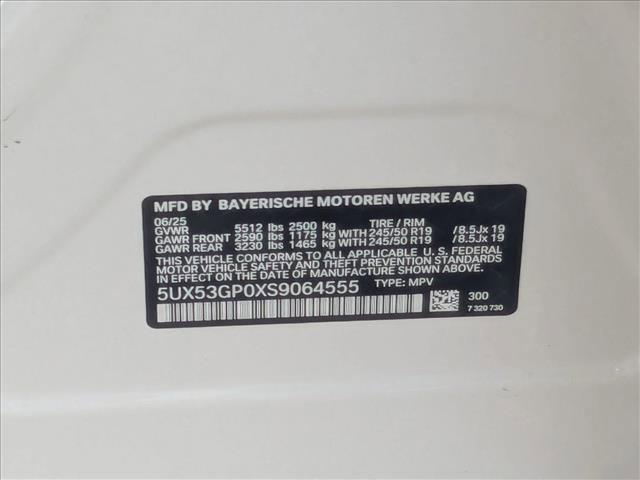 MFD BY BAYERISCHE MOTOREN WERKE AG
06/25 TIRE / RIM
GVWR 5512 lbs 2500 kg
GAWR FRONT 2590 lbs 1175 kg WITH 245/50 R19 /8.5Jx 19
GAWR REAR 3230 lbs 1465 kg WITH 245/50 R19 /8.5Jx 19
THIS VEHICLE CONFORMS TO ALL APPLICABLE U.S. FEDERAL
MOTOR VEHICLE SAFETY STANDARDS IN EFFECT ON THE DATE
OF MANUFACTURE SHOWN ABOVE.
5UX53GP0XS9064555 TYPE: MPV
300
7 320 730